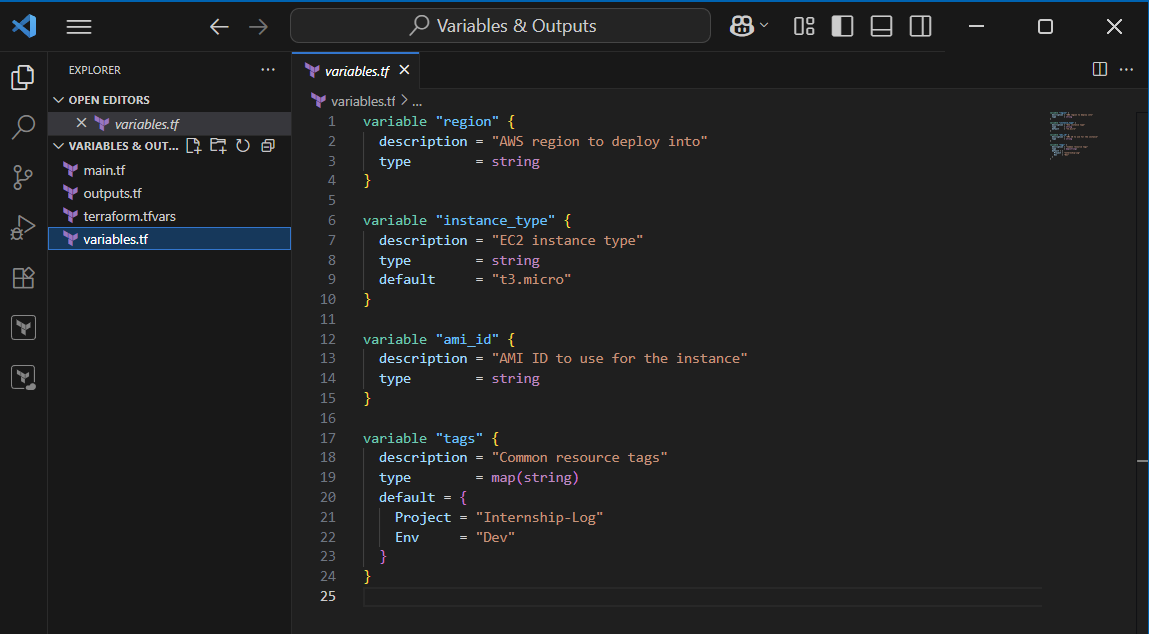 Variables & Outputs
EXPLORER
OPEN EDITORS
variables.tf
VARIABLES & OUT...
main.tf
outputs.tf
terraform.tfvars
variables.tf
variables.tf
variables.tf > ...
1 variable "region" {
2   description = "AWS region to deploy into"
3   type        = string
4 }
5
6 variable "instance_type" {
7   description = "EC2 instance type"
8   type        = string
9   default     = "t3.micro"
10 }
11
12 variable "ami_id" {
13   description = "AMI ID to use for the instance"
14   type        = string
15 }
16
17 variable "tags" {
18   description = "Common resource tags"
19   type        = map(string)
20   default = {
21     Project = "Internship-Log"
22     Env     = "Dev"
23   }
24 }
25